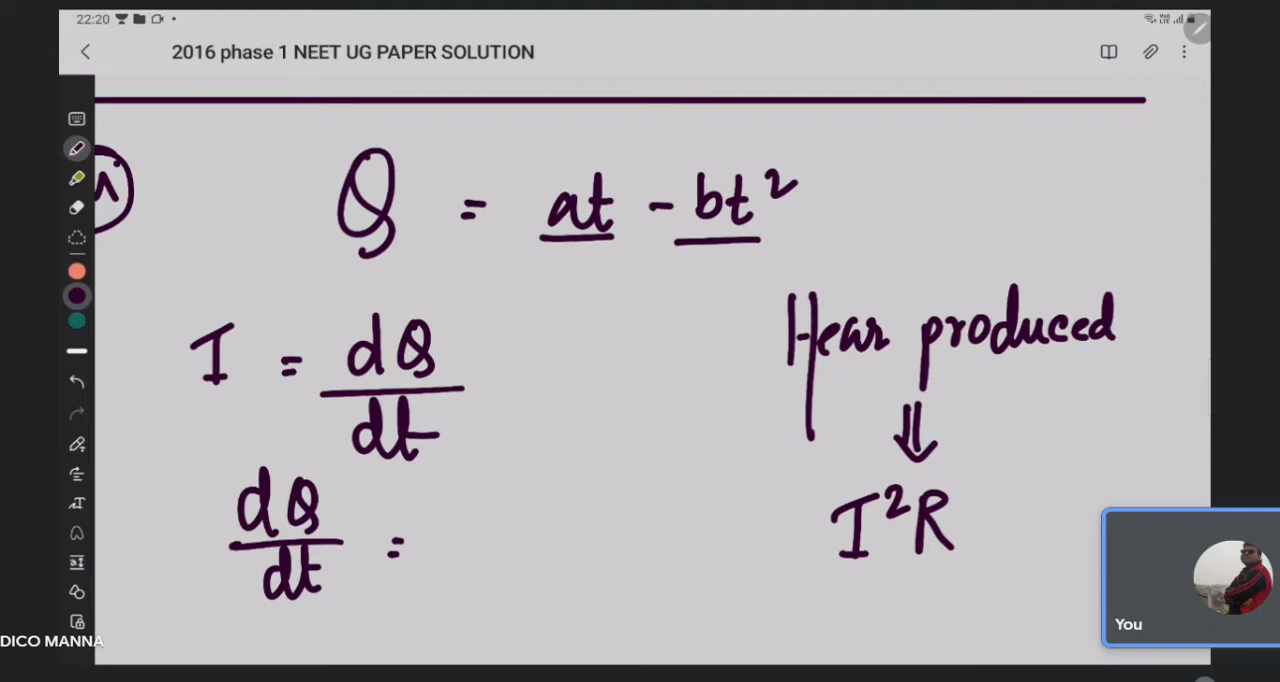 22:20
2016 phase 1 NEET UG PAPER SOLUTION
Q = at - bt²
I = dQ/dt
Hear produced
⇓
I²R
dQ/dt =
You
DICO MANNA